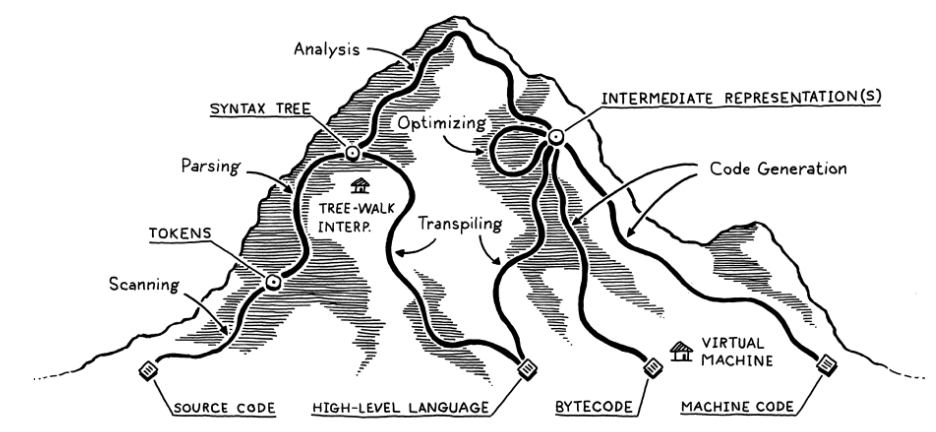 Analysis
INTERMEDIATE REPRESENTATION(S)
SYNTAX TREE
Optimizing
Parsing
Code Generation
TREE-WALK
INTERP.
Transpiling
TOKENS
Scanning
VIRTUAL
MACHINE
SOURCE CODE
HIGH-LEVEL LANGUAGE
BYTECODE
MACHINE CODE